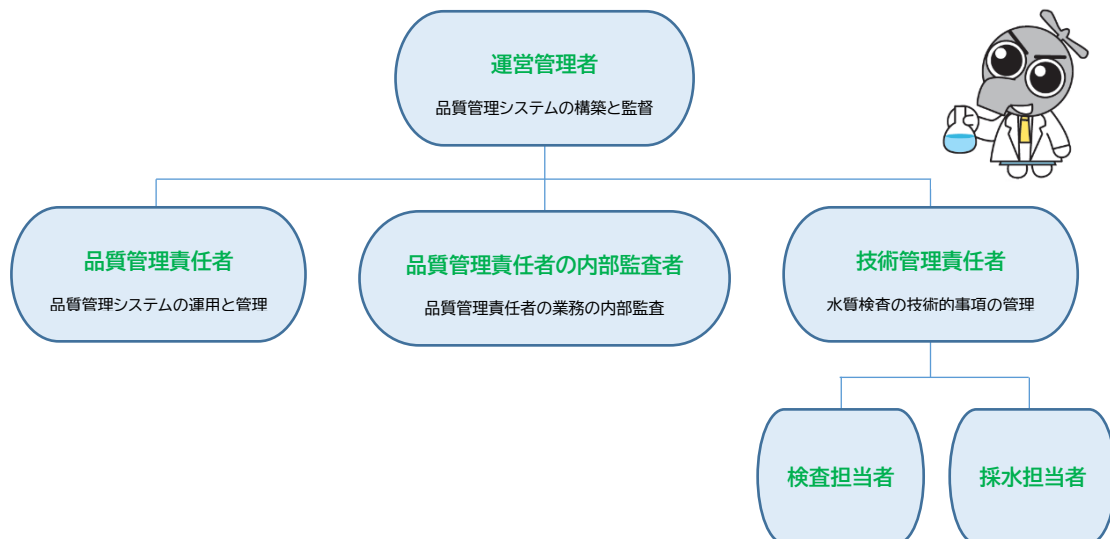 運営管理者
品質管理システムの構築と監督
品質管理責任者
品質管理システムの運用と管理
品質管理責任者の内部監査者
品質管理責任者の業務の内部監査
技術管理責任者
水質検査の技術的事項の管理
検査担当者
採水担当者